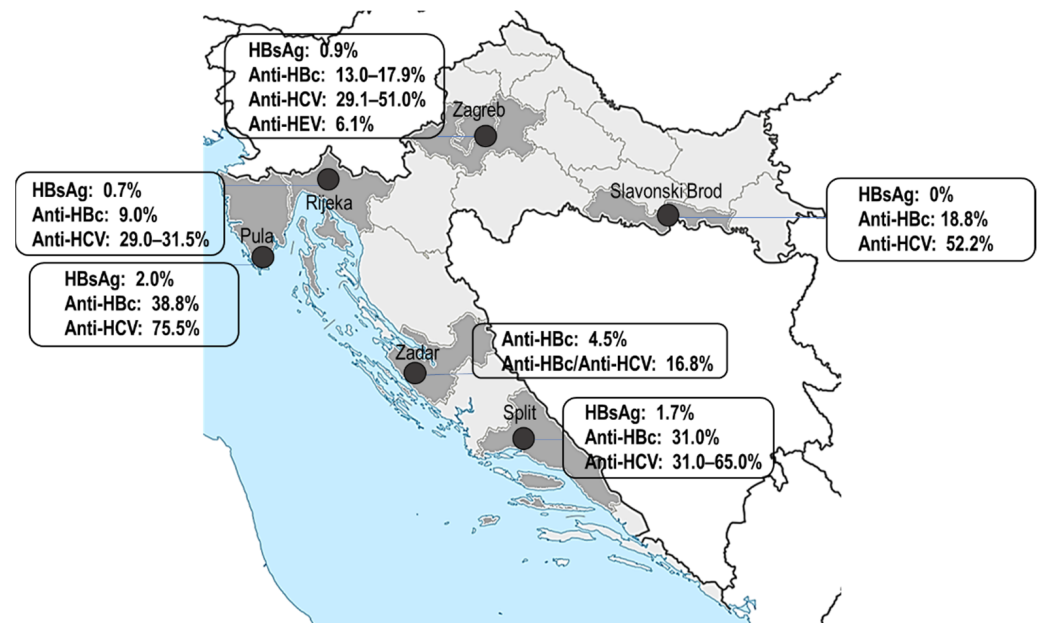 HBsAg: 0.9%
Anti-HBc: 13.0–17.9%
Anti-HCV: 29.1–51.0%
Anti-HEV: 6.1%
Zagreb
HBsAg: 0.7%
Anti-HBc: 9.0%
Anti-HCV: 29.0–31.5%
Rijeka
Pula
HBsAg: 2.0%
Anti-HBc: 38.8%
Anti-HCV: 75.5%
Slavonski Brod
HBsAg: 0%
Anti-HBc: 18.8%
Anti-HCV: 52.2%
Zadar
Anti-HBc: 4.5%
Anti-HBc/Anti-HCV: 16.8%
Split
HBsAg: 1.7%
Anti-HBc: 31.0%
Anti-HCV: 31.0–65.0%